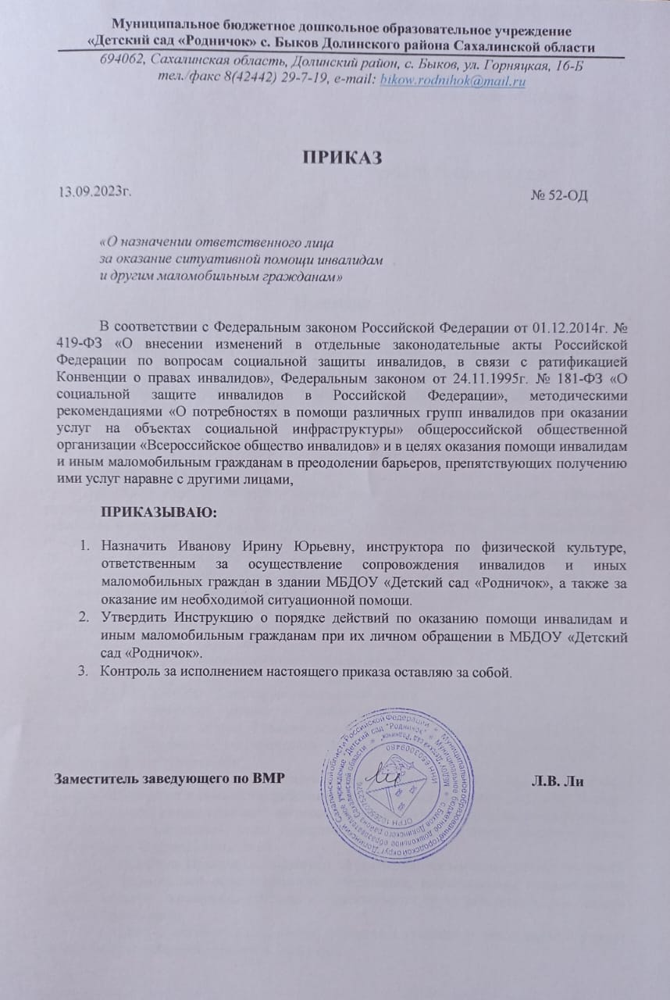 Муниципальное бюджетное дошкольное образовательное учреждение
«Детский сад «Родничок» с. Быков Долинского района Сахалинской области
694062, Сахалинская область, Долинский район, с. Быков, ул. Горняцкая, 16-Б
тел./факс 8(42442) 29-7-19, e-mail: bikow.rodnihok@mail.ru
ПРИКАЗ
13.09.2023г.
№ 52-ОД
«О назначении ответственного лица
за оказание ситуативной помощи инвалидам
и другим маломобильным гражданам»
В соответствии с Федеральным законом Российской Федерации от 01.12.2014г. №
419-ФЗ «О внесении изменений в отдельные законодательные акты Российской
Федерации по вопросам социальной защиты инвалидов, в связи с ратификацией
Конвенции о правах инвалидов», Федеральным законом от 24.11.1995г. № 181-ФЗ «О
социальной защите инвалидов в Российской Федерации», методическими
рекомендациями «О потребностях в помощи различных групп инвалидов при оказании
услуг на объектах социальной инфраструктуры» общероссийской общественной
организации «Всероссийское общество инвалидов» и в целях оказания помощи инвалидам
и иным маломобильным гражданам в преодолении барьеров, препятствующих получению
ими услуг наравне с другими лицами,
ПРИКАЗЫВАЮ:
1. Назначить Иванову Ирину Юрьевну, инструктора по физической культуре,
ответственным за осуществление сопровождения инвалидов и иных
маломобильных граждан в здании МБДОУ «Детский сад «Родничок», а также за
оказание им необходимой ситуационной помощи.
2. Утвердить Инструкцию о порядке действий по оказанию помощи инвалидам и
иным маломобильным гражданам при их личном обращении в МБДОУ «Детский
сад «Родничок».
3. Контроль за исполнением настоящего приказа оставляю за собой.
Заместитель заведующего по ВМР
Л.В. Ли